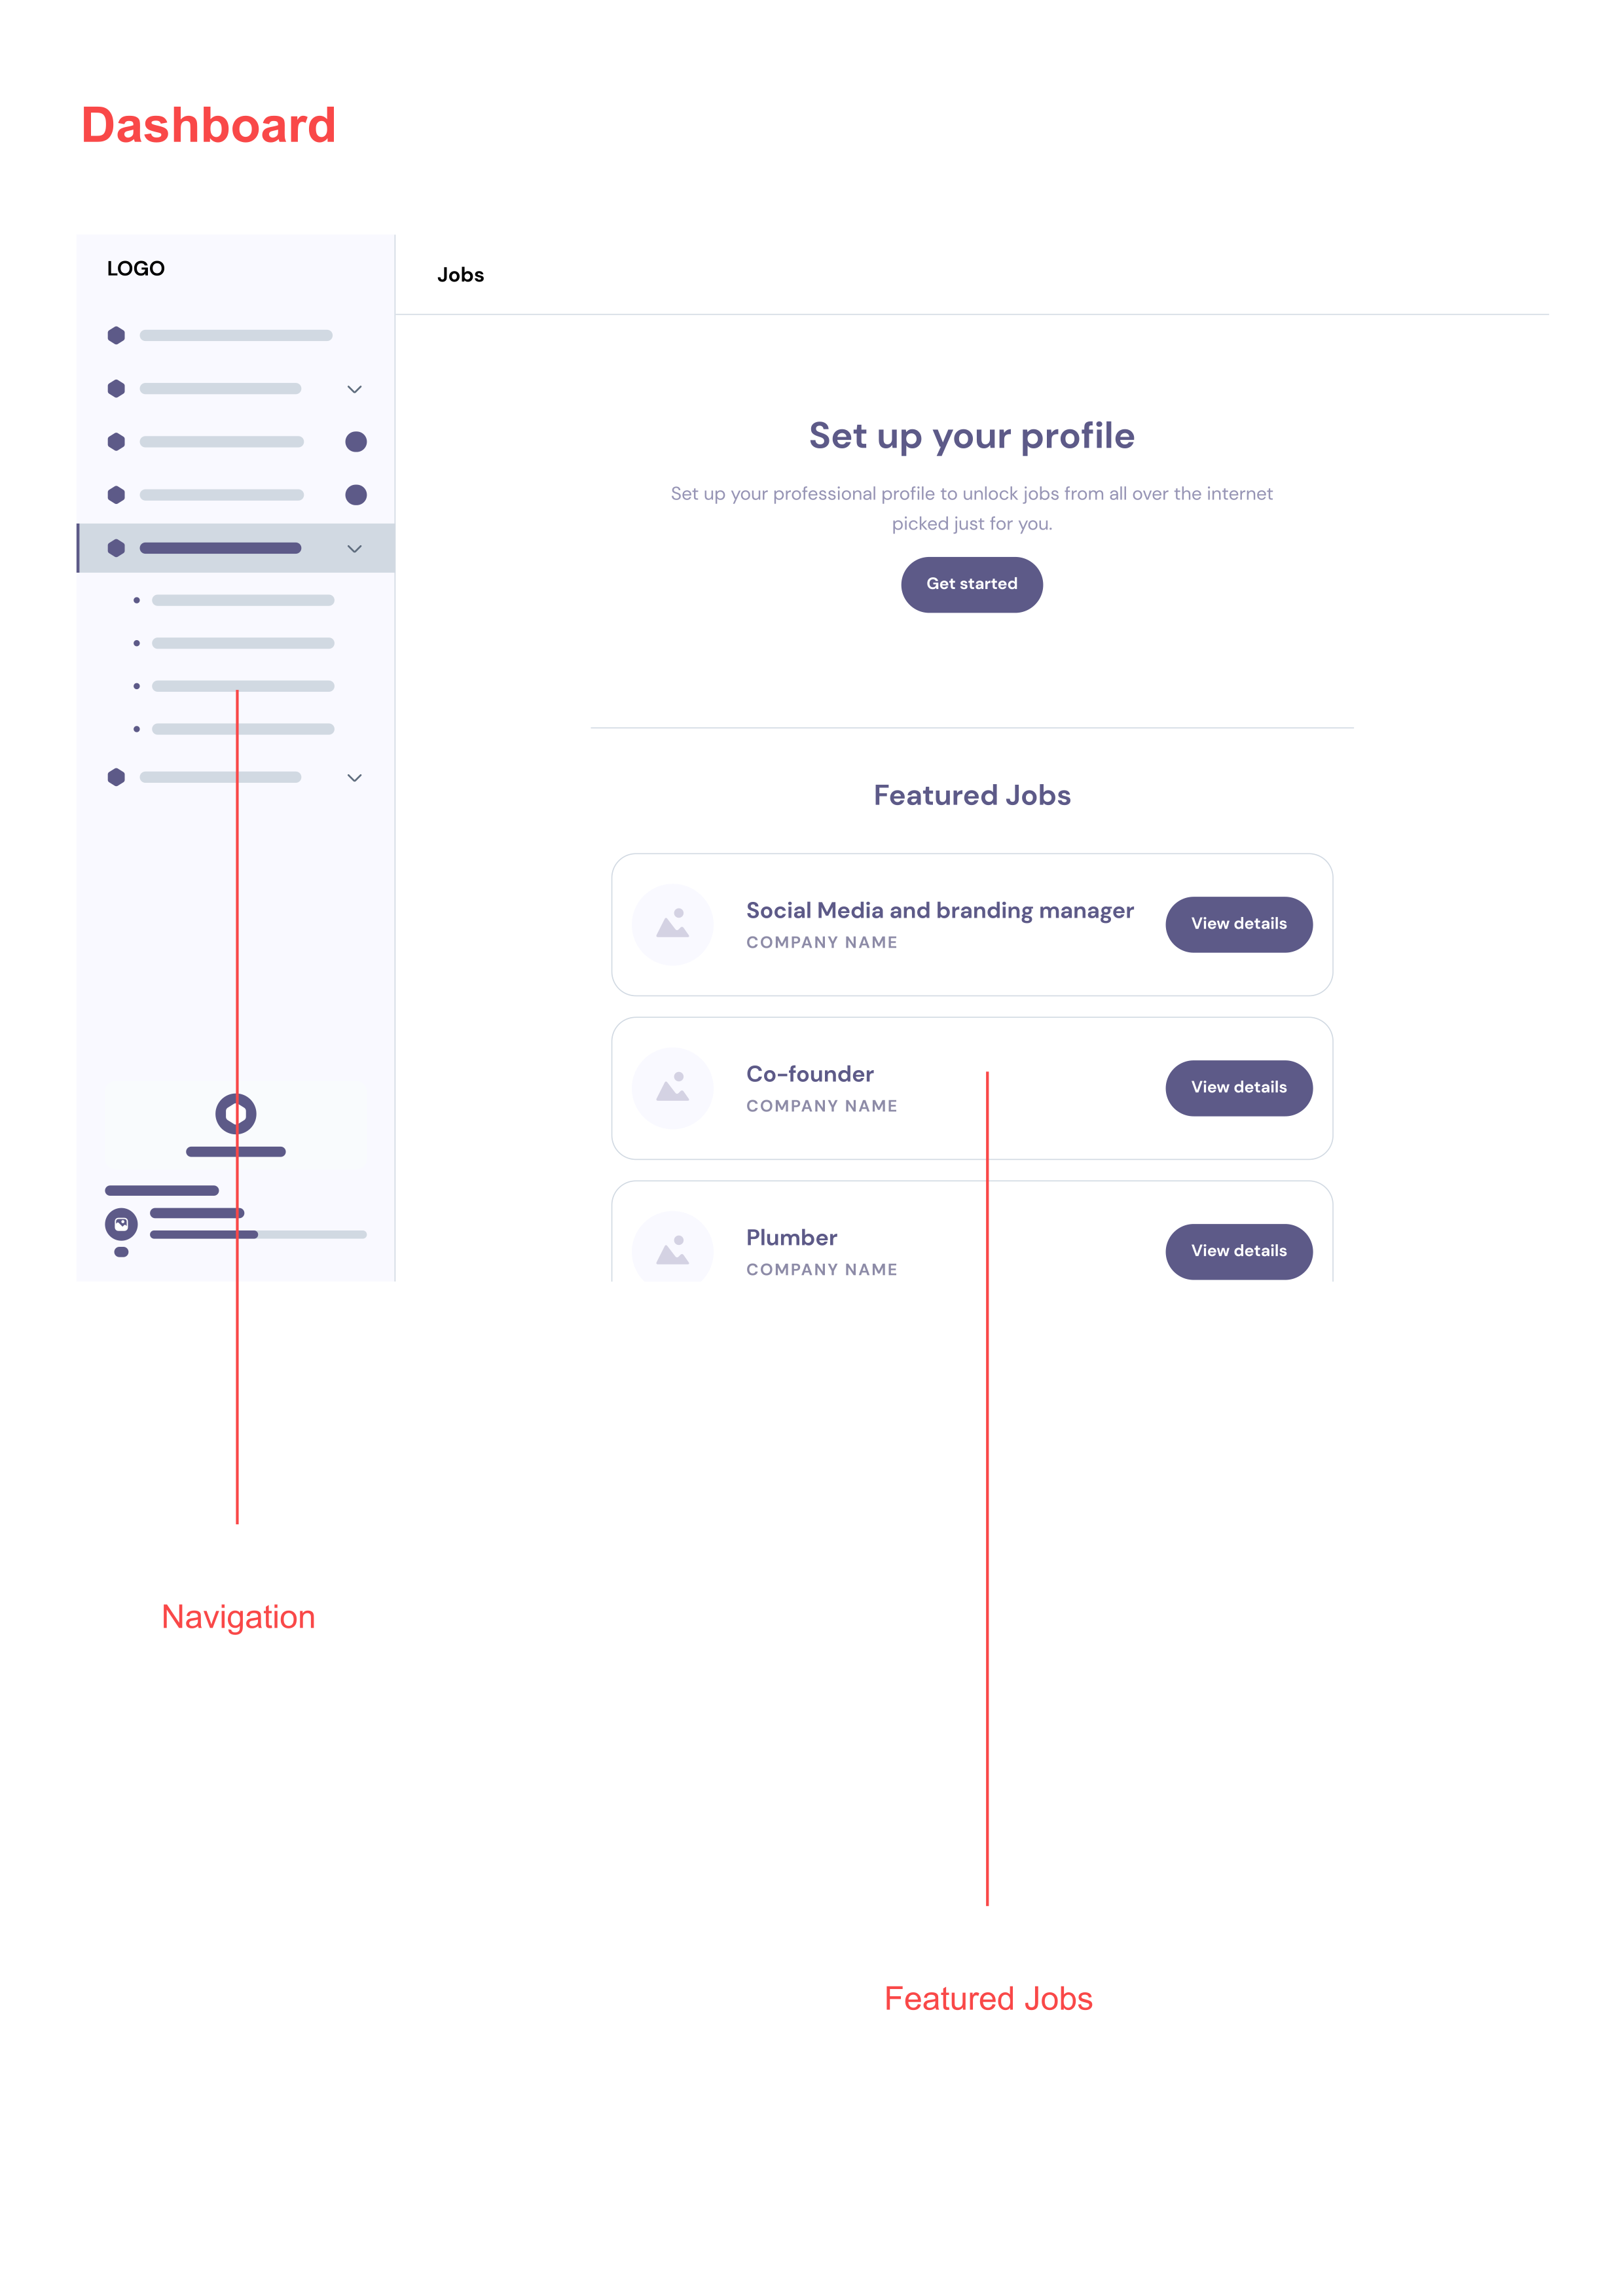 Dashboard
LOGO
Jobs
Set up your profile
Set up your professional profile to unlock jobs from all over the internet
picked just for you.
Get started
Featured Jobs
Social Media and branding manager
COMPANY NAME
View details
Co-founder
COMPANY NAME
View details
Plumber
COMPANY NAME
View details
Navigation
Featured Jobs